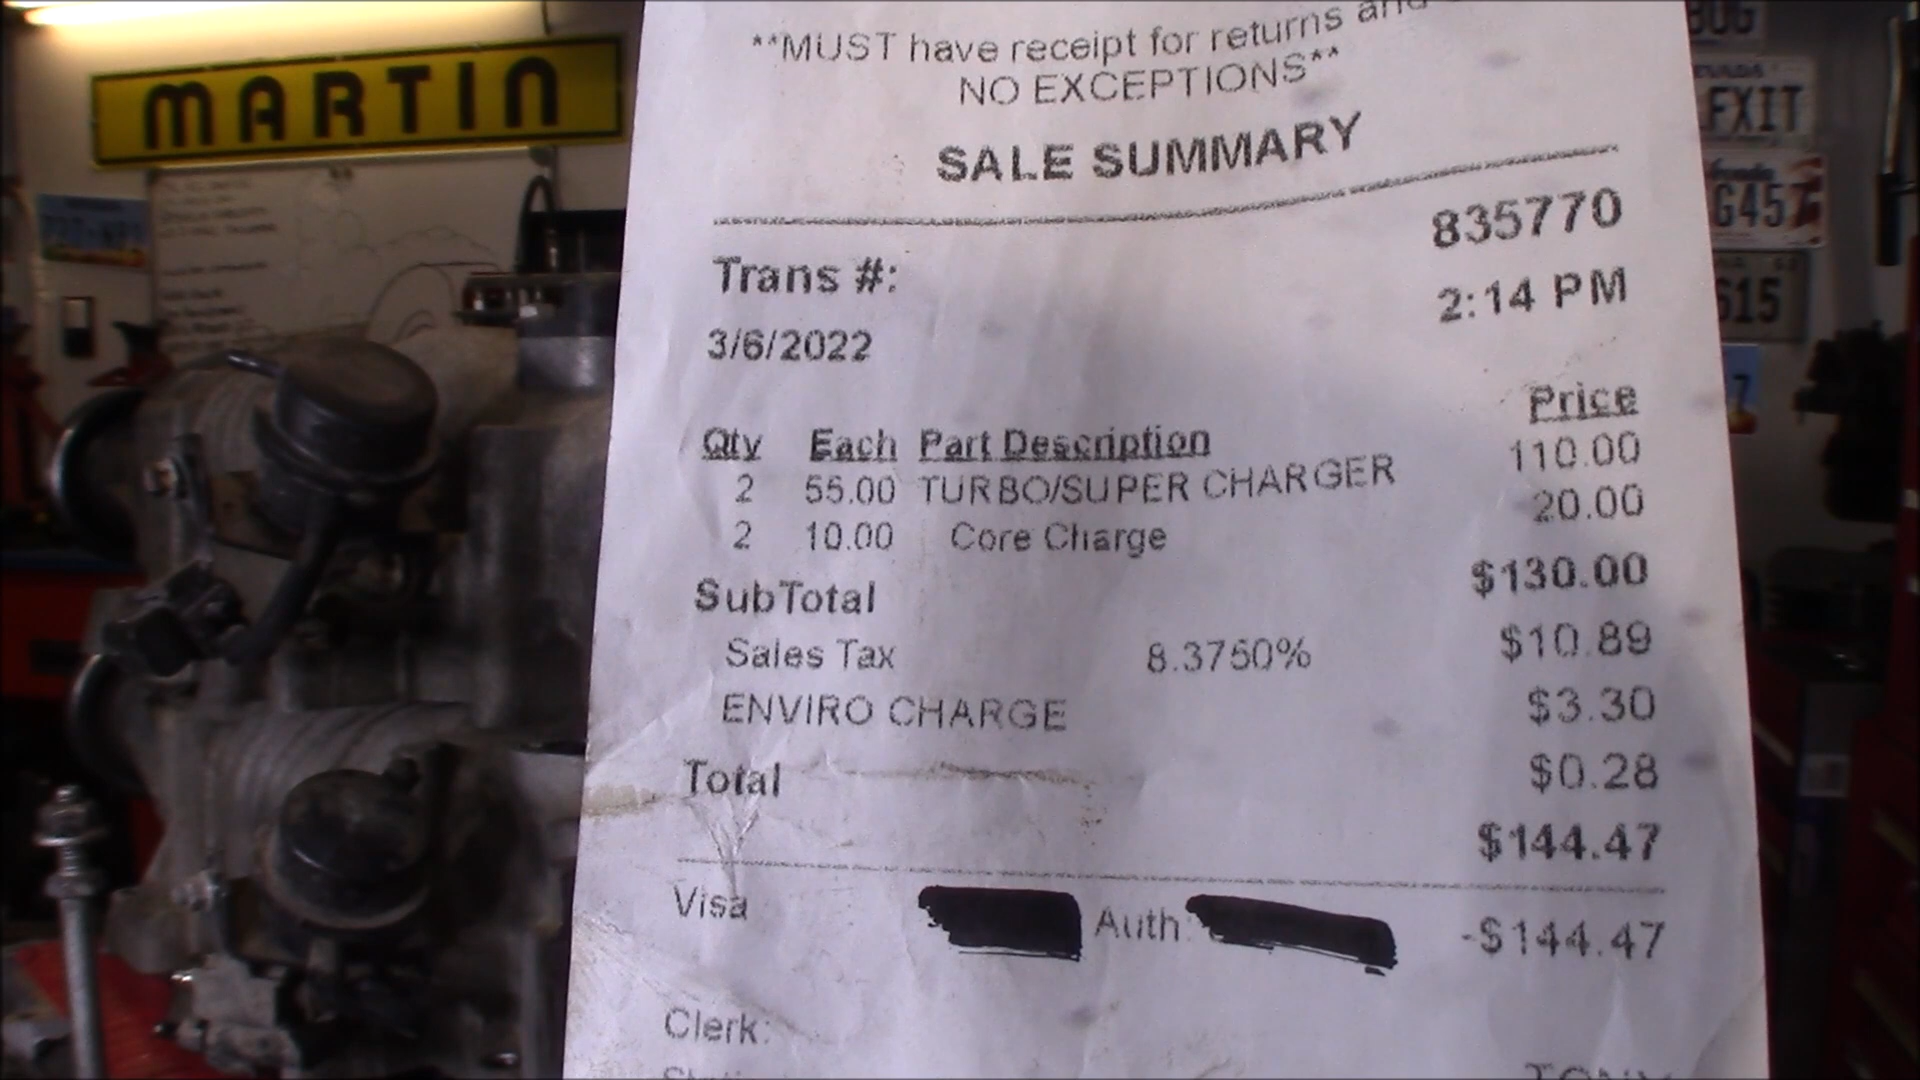 MARTIN
**MUST have receipt for returns and
NO EXCEPTIONS**
SALE SUMMARY
Trans #: 835770
3/6/2022 2:14 PM
Qty Each Part Description Price
2 55.00 TURBO/SUPER CHARGER 110.00
2 10.00 Core Charge 20.00
SubTotal $130.00
Sales Tax 8.3750% $10.89
ENVIRO CHARGE $3.30
$0.28
Total $144.47
Visa Auth: -$144.47
Clerk: TONY
FXIT
G457
615
7